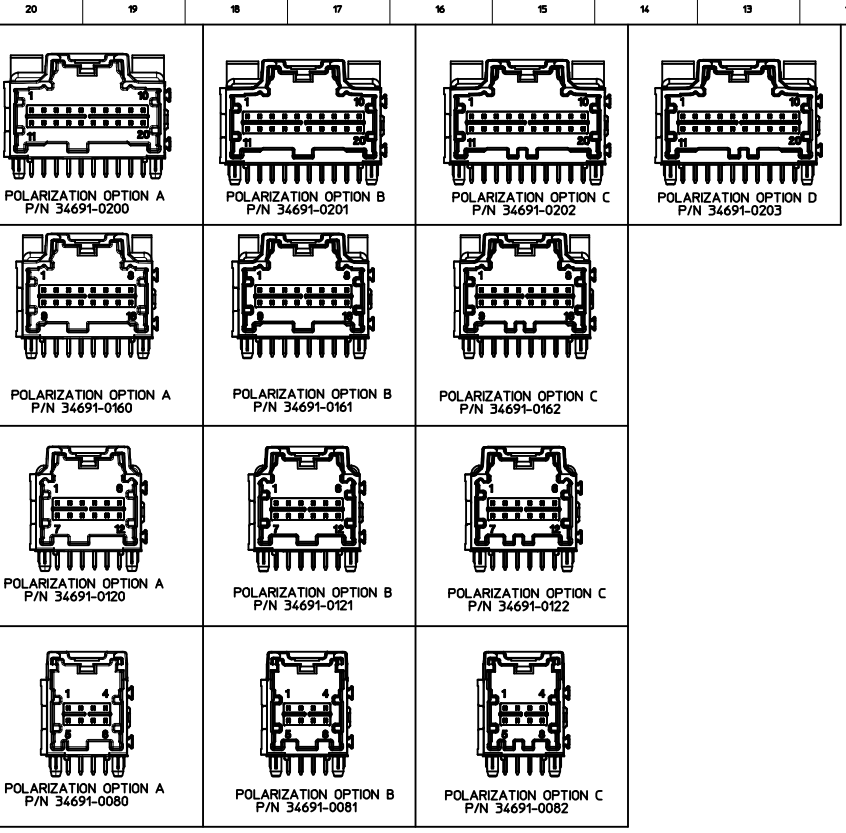 20 19 18 17 16 15 14 13
1 10 1 10 1 10 1 10
11 20 11 20 11 20 11 20
POLARIZATION OPTION A POLARIZATION OPTION B POLARIZATION OPTION C POLARIZATION OPTION D
P/N 34691-0200 P/N 34691-0201 P/N 34691-0202 P/N 34691-0203
1 8 1 8 1 8
9 16 9 16 9 16
POLARIZATION OPTION A POLARIZATION OPTION B POLARIZATION OPTION C
P/N 34691-0160 P/N 34691-0161 P/N 34691-0162
1 6 1 6 1 6
7 12 7 12 7 12
POLARIZATION OPTION A POLARIZATION OPTION B POLARIZATION OPTION C
P/N 34691-0120 P/N 34691-0121 P/N 34691-0122
1 4 1 4 1 4
5 8 5 8 5 8
POLARIZATION OPTION A POLARIZATION OPTION B POLARIZATION OPTION C
P/N 34691-0080 P/N 34691-0081 P/N 34691-0082